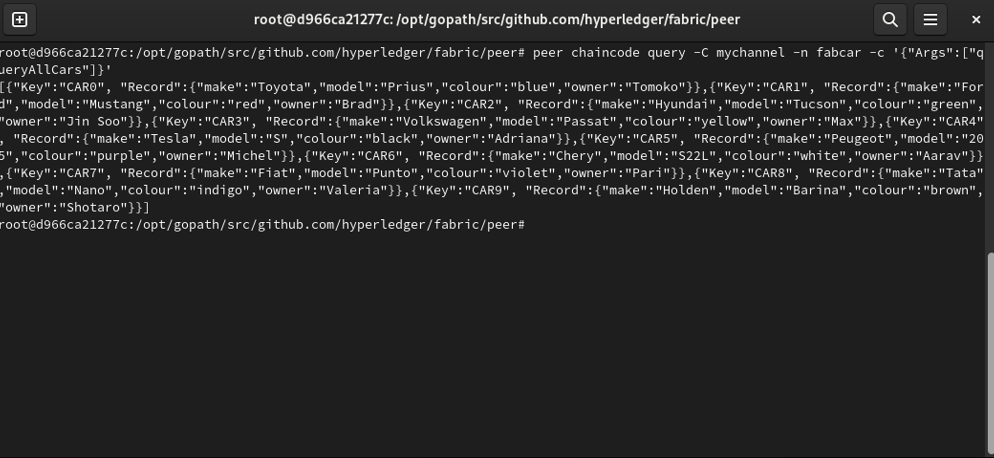 root@d966ca21277c: /opt/gopath/src/github.com/hyperledger/fabric/peer
root@d966ca21277c:/opt/gopath/src/github.com/hyperledger/fabric/peer# peer chaincode query -C mychannel -n fabcar -c '{"Args":["q
ueryAllCars"]}'
[{"Key":"CAR0", "Record":{"make":"Toyota","model":"Prius","colour":"blue","owner":"Tomoko"}},{"Key":"CAR1", "Record":{"make":"For
d","model":"Mustang","colour":"red","owner":"Brad"}},{"Key":"CAR2", "Record":{"make":"Hyundai","model":"Tucson","colour":"green",
"owner":"Jin Soo"}},{"Key":"CAR3", "Record":{"make":"Volkswagen","model":"Passat","colour":"yellow","owner":"Max"}},{"Key":"CAR4"
, "Record":{"make":"Tesla","model":"S","colour":"black","owner":"Adriana"}},{"Key":"CAR5", "Record":{"make":"Peugeot","model":"20
5","colour":"purple","owner":"Michel"}},{"Key":"CAR6", "Record":{"make":"Chery","model":"S22L","colour":"white","owner":"Aarav"}}
,{"Key":"CAR7", "Record":{"make":"Fiat","model":"Punto","colour":"violet","owner":"Pari"}},{"Key":"CAR8", "Record":{"make":"Tata"
,"model":"Nano","colour":"indigo","owner":"Valeria"}},{"Key":"CAR9", "Record":{"make":"Holden","model":"Barina","colour":"brown",
"owner":"Shotaro"}}]
root@d966ca21277c:/opt/gopath/src/github.com/hyperledger/fabric/peer#